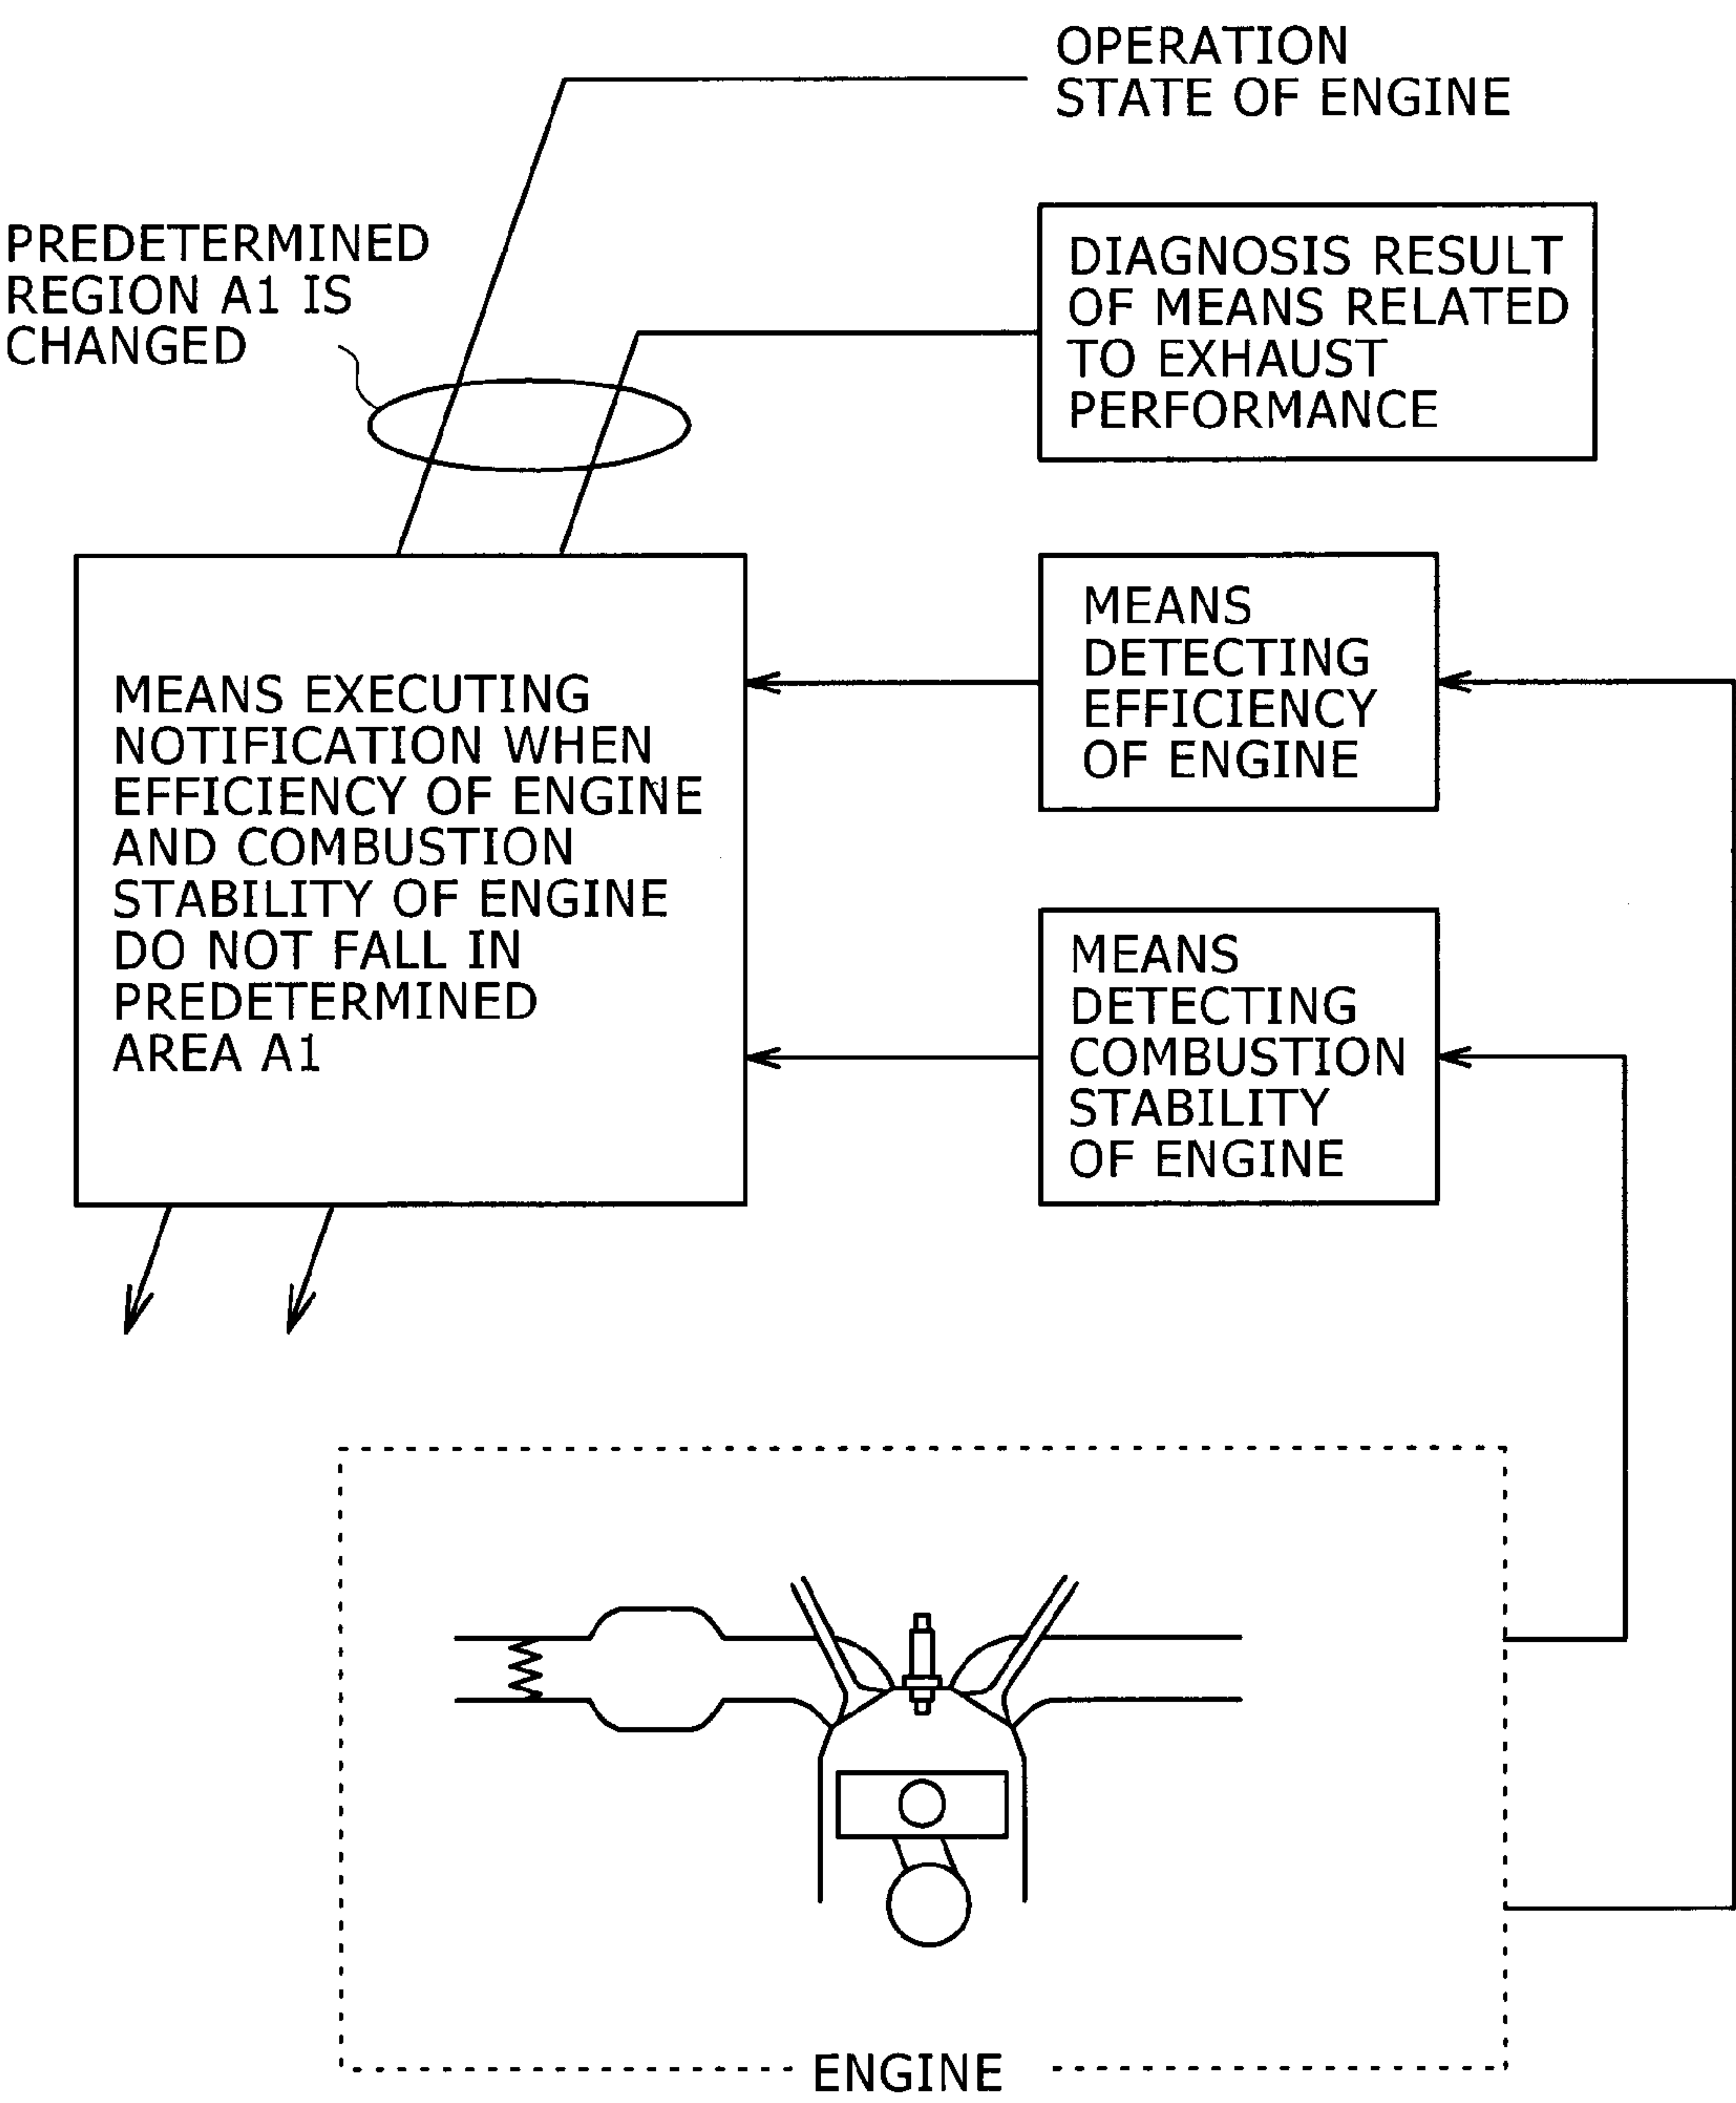 OPERATION
STATE OF ENGINE
PREDETERMINED
REGION A1 IS
CHANGED
DIAGNOSIS RESULT
OF MEANS RELATED
TO EXHAUST
PERFORMANCE
MEANS EXECUTING
NOTIFICATION WHEN
EFFICIENCY OF ENGINE
AND COMBUSTION
STABILITY OF ENGINE
DO NOT FALL IN
PREDETERMINED
AREA A1
MEANS
DETECTING
EFFICIENCY
OF ENGINE
MEANS
DETECTING
COMBUSTION
STABILITY
OF ENGINE
ENGINE